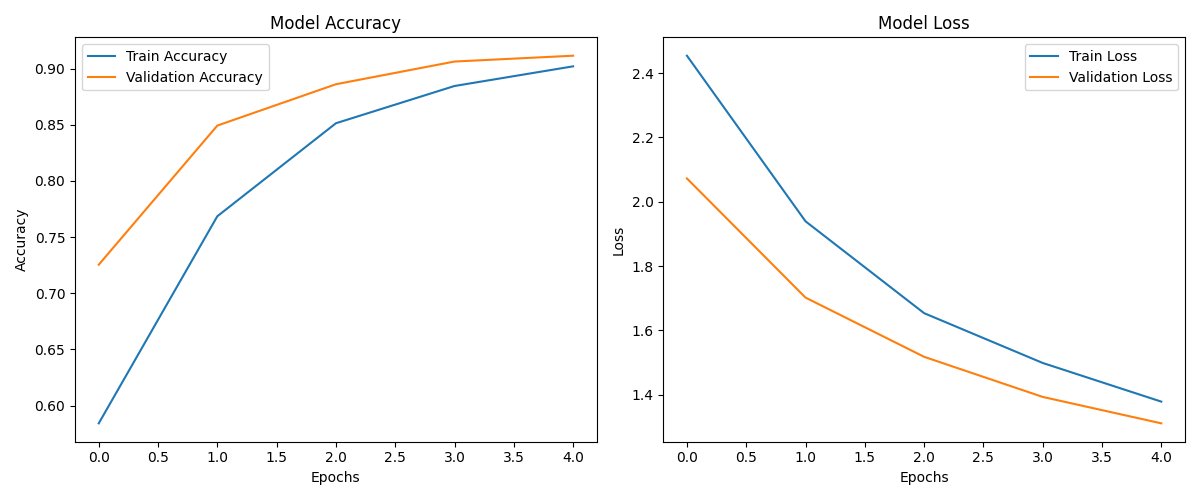 Model Accuracy
Train Accuracy
Validation Accuracy
0.90
0.85
0.80
0.75
0.70
0.65
0.60
Accuracy
0.0 0.5 1.0 1.5 2.0 2.5 3.0 3.5 4.0
Epochs
Model Loss
Train Loss
Validation Loss
2.4
2.2
2.0
1.8
1.6
1.4
Loss
0.0 0.5 1.0 1.5 2.0 2.5 3.0 3.5 4.0
Epochs